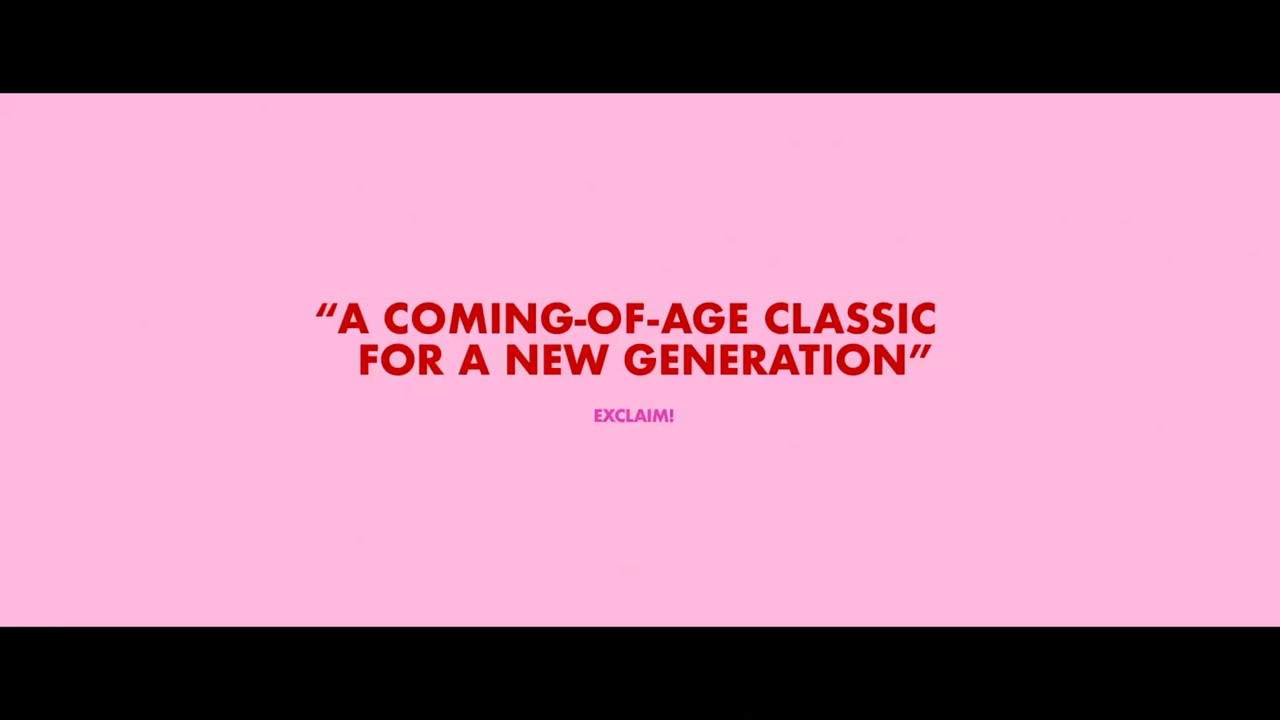 “A COMING-OF-AGE CLASSIC
FOR A NEW GENERATION”
EXCLAIM!